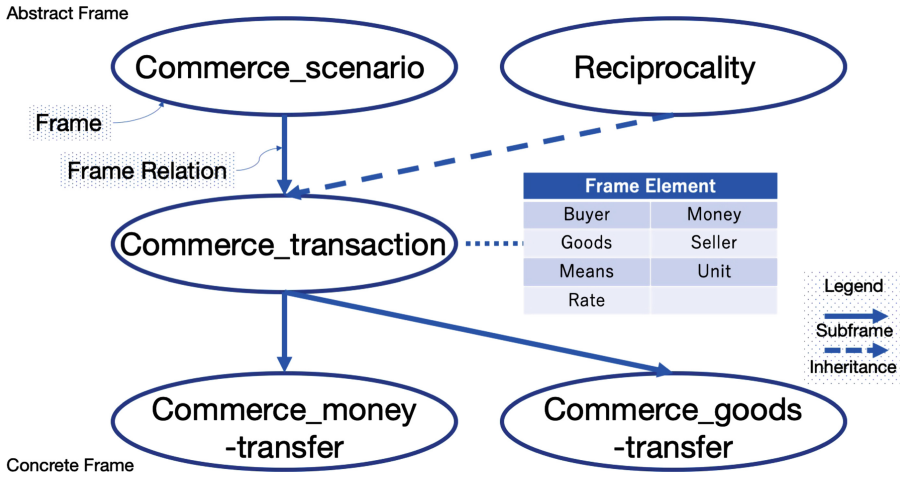 Abstract Frame
Commerce_scenario
Reciprocality
Frame
Frame Relation
Frame Element
Buyer Money
Goods Seller
Means Unit
Rate
Commerce_transaction
Legend
Subframe
Inheritance
Commerce_money
-transfer
Commerce_goods
-transfer
Concrete Frame